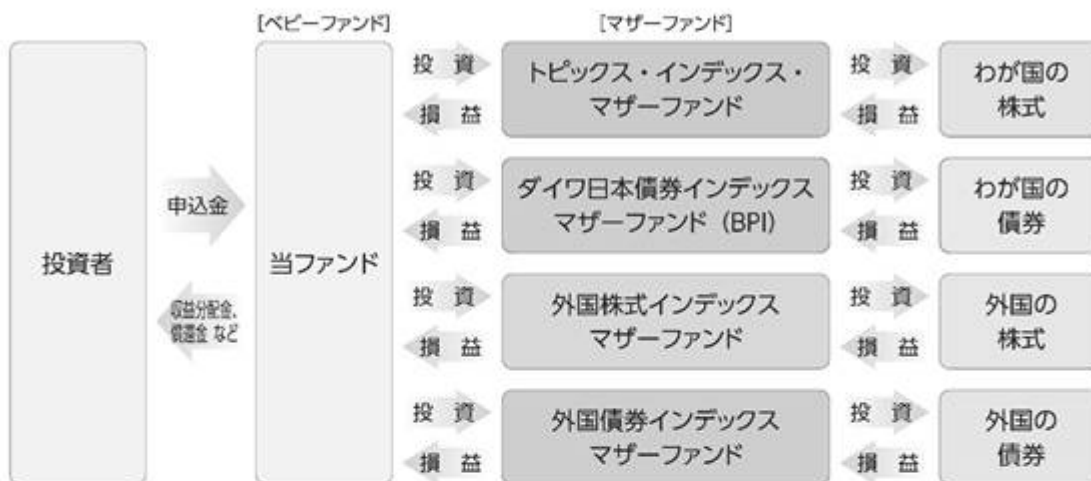 [ベビーファンド]
[マザーファンド]
投資者
申込金
収益分配金、
償還金 など
当ファンド
投 資
損 益
トピックス・インデックス・
マザーファンド
投 資
損 益
わが国の
株式
投 資
損 益
ダイワ日本債券インデックス
マザーファンド（BPI）
投 資
損 益
わが国の
債券
投 資
損 益
外国株式インデックス
マザーファンド
投 資
損 益
外国の
株式
投 資
損 益
外国債券インデックス
マザーファンド
投 資
損 益
外国の
債券